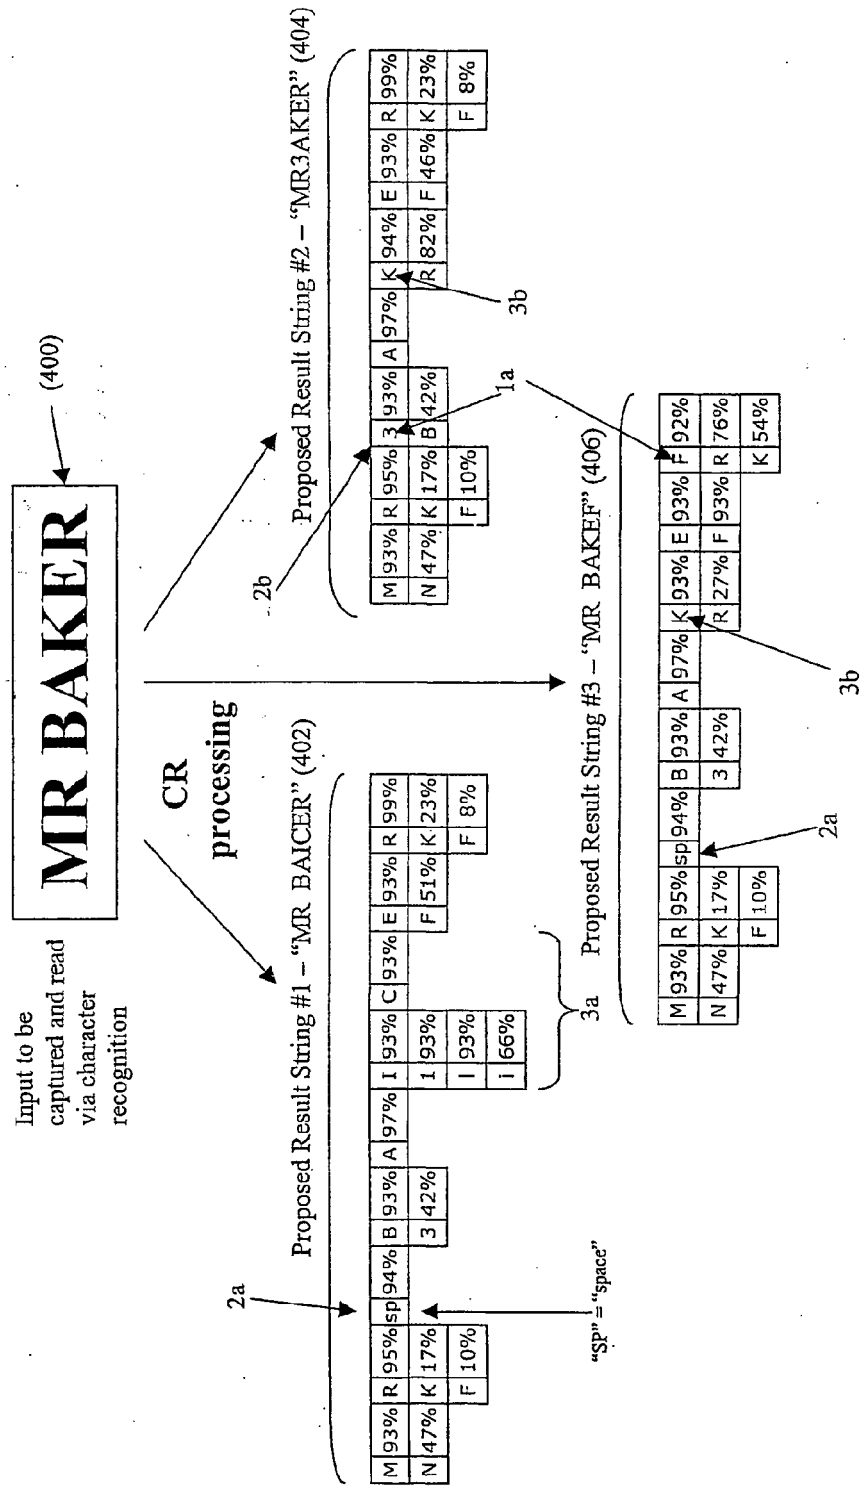 Input to be
captured and read
via character
recognition
MR BAKER
(400)
CR
processing
Proposed Result String #1 – "MR BAICER" (402)
2a
M 93% R 95% sp 94% B 93% A 97% I 93% C 93% E 93% R 99%
N 47% K 17% 3 42% 1 93% F 51% K 23%
F 10% l 93% F 8%
i 66%
3a
"SP" = "space"
Proposed Result String #2 – "MR3AKER" (404)
2b
M 93% R 95% 3 93% A 97% K 94% E 93% R 99%
N 47% K 17% B 42% R 82% F 46% K 23%
F 10% F 8%
1a
3b
Proposed Result String #3 – "MR BAKEF" (406)
M 93% R 95% sp 94% B 93% A 97% K 93% E 93% F 92%
N 47% K 17% 3 42% R 27% F 93% R 76%
F 10% K 54%
2a
3b